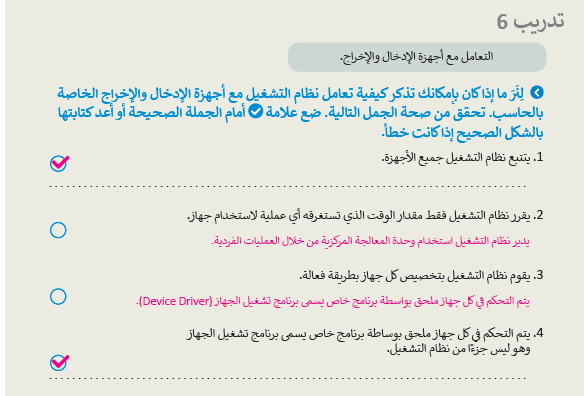 تدريب 6
التعامل مع أجهزة الإدخال والإخراج.
لِنَرَ ما إذا كان بإمكانك تذكر كيفية تعامل نظام التشغيل مع أجهزة الإدخال والإخراج الخاصة
بالحاسب. تحقق من صحة الجمل التالية. ضع علامة أمام الجملة الصحيحة أو أعد كتابتها
بالشكل الصحيح إذا كانت خطأ.
1. يتتبع نظام التشغيل جميع الأجهزة.
2. يقرر نظام التشغيل فقط مقدار الوقت الذي تستغرقه أي عملية لاستخدام جهاز.
يدير نظام التشغيل استخدام وحدة المعالجة المركزية من خلال العمليات الفردية.
3. يقوم نظام التشغيل بتخصيص كل جهاز بطريقة فعالة.
يتم التحكم في كل جهاز ملحق بواسطة برنامج خاص يسمى برنامج تشغيل الجهاز (Device Driver).
4. يتم التحكم في كل جهاز ملحق بوساطة برنامج خاص يسمى برنامج تشغيل الجهاز
وهو ليس جزءًا من نظام التشغيل.